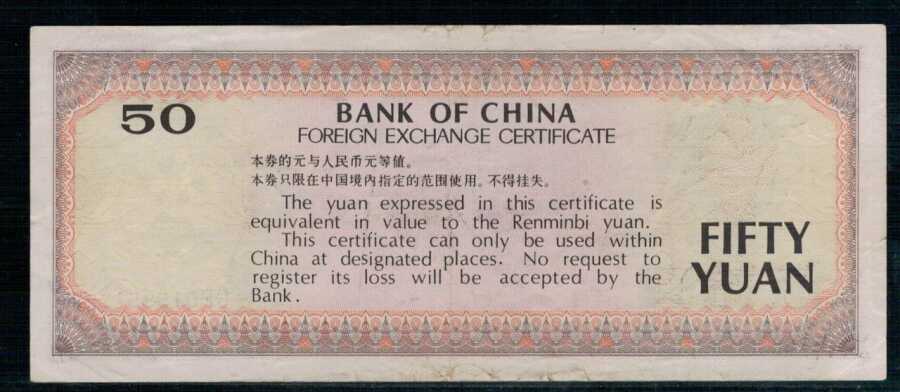 50
BANK OF CHINA
FOREIGN EXCHANGE CERTIFICATE
本券的元与人民币元等值。
本券只限在中国境内指定的范围使用。不得挂失。
The yuan expressed in this certificate is
equivalent in value to the Renminbi yuan.
This certificate can only be used within
China at designated places. No request to
register its loss will be accepted by the
Bank.
FIFTY
YUAN